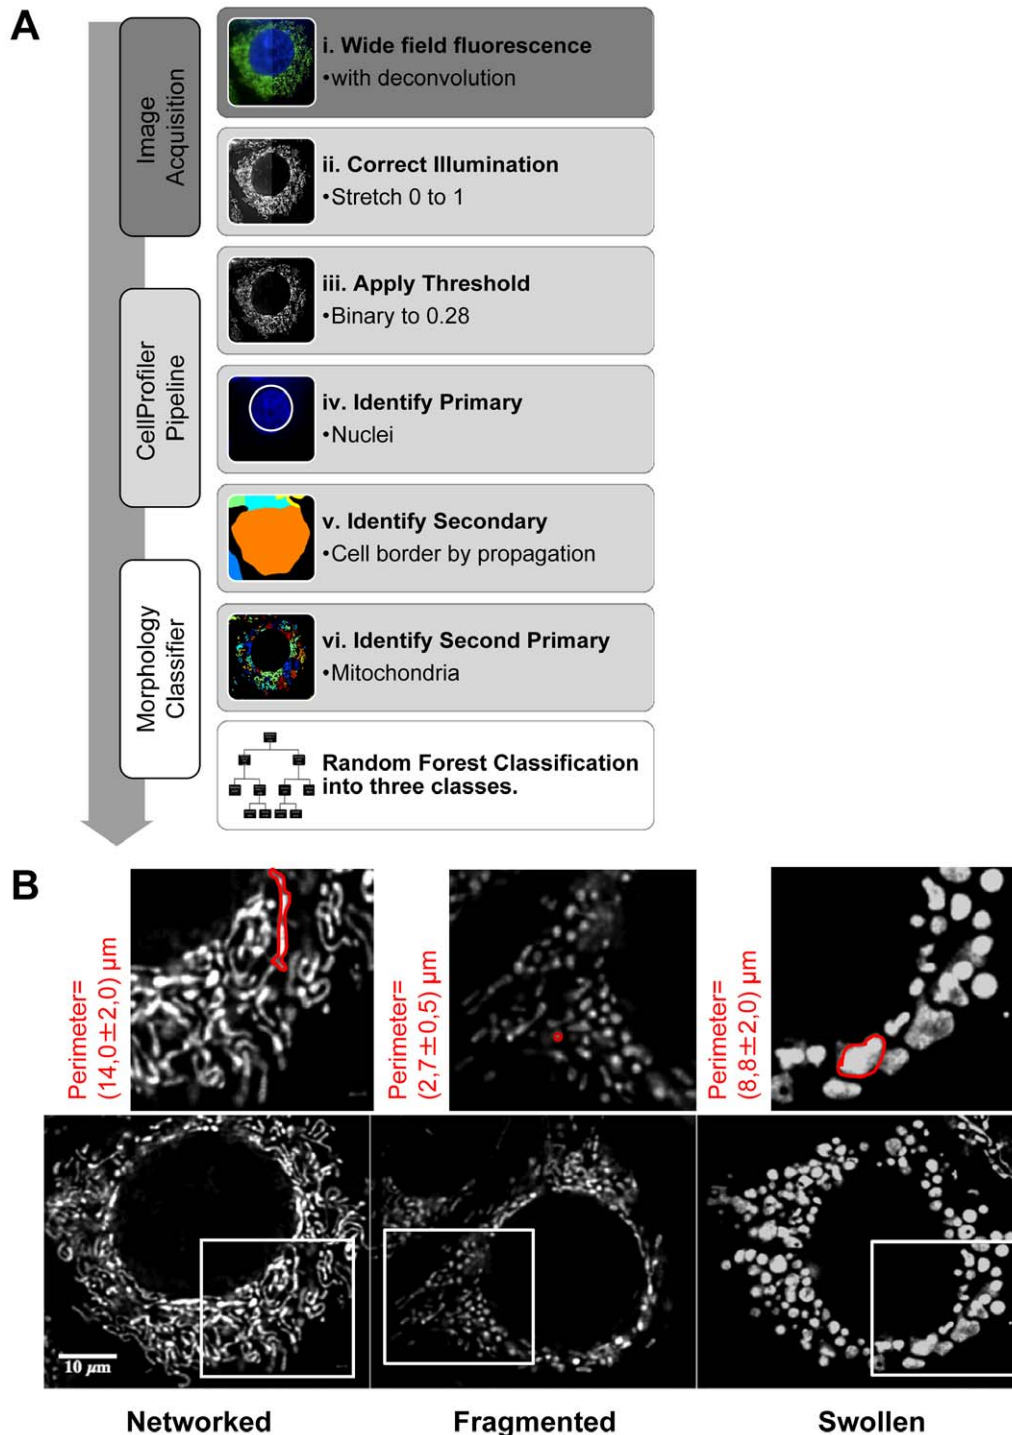 A
Image
Acquisition
i. Wide field fluorescence
•with deconvolution
ii. Correct Illumination
•Stretch 0 to 1
CellProfiler
Pipeline
iii. Apply Threshold
•Binary to 0.28
iv. Identify Primary
•Nuclei
v. Identify Secondary
•Cell border by propagation
Morphology
Classifier
vi. Identify Second Primary
•Mitochondria
Random Forest Classification
into three classes.
B
Perimeter=
(14,0±2,0) µm
Perimeter=
(2,7±0,5) µm
Perimeter=
(8,8±2,0) µm
10 µm
Networked
Fragmented
Swollen